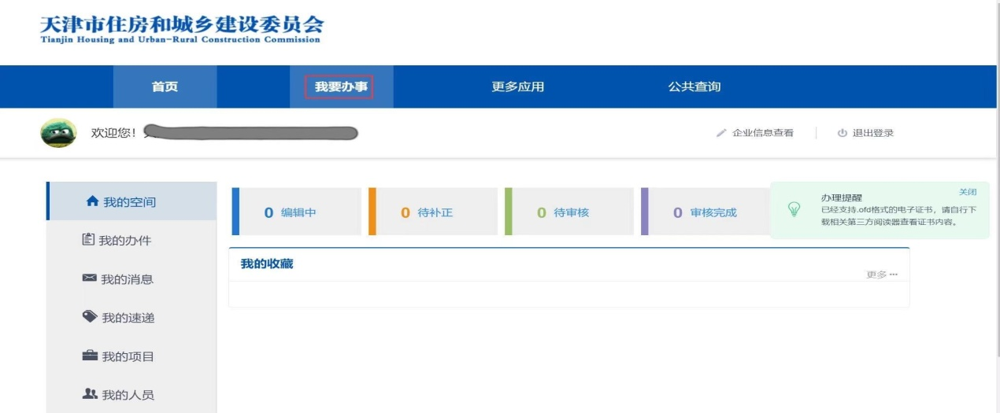 天津市住房和城乡建设委员会
Tianjin Housing and Urban-Rural Construction Commission
首页
我要办事
更多应用
公共查询
欢迎您！
企业信息查看
退出登录
我的空间
我的办件
我的消息
我的速递
我的项目
我的人员
0 编辑中
0 待补正
0 待审核
0 审核完成
办理提醒
关闭
已经支持.ofd格式的电子证书，请自行下
载相关第三方阅读器查看证书内容。
我的收藏
更多 ···